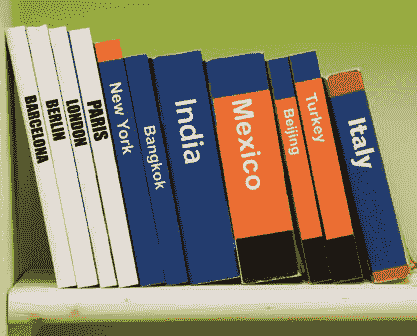 BARCELONA
BERLIN
LONDON
PARIS
New York
Bangkok
India
Mexico
Beijing
Turkey
Italy